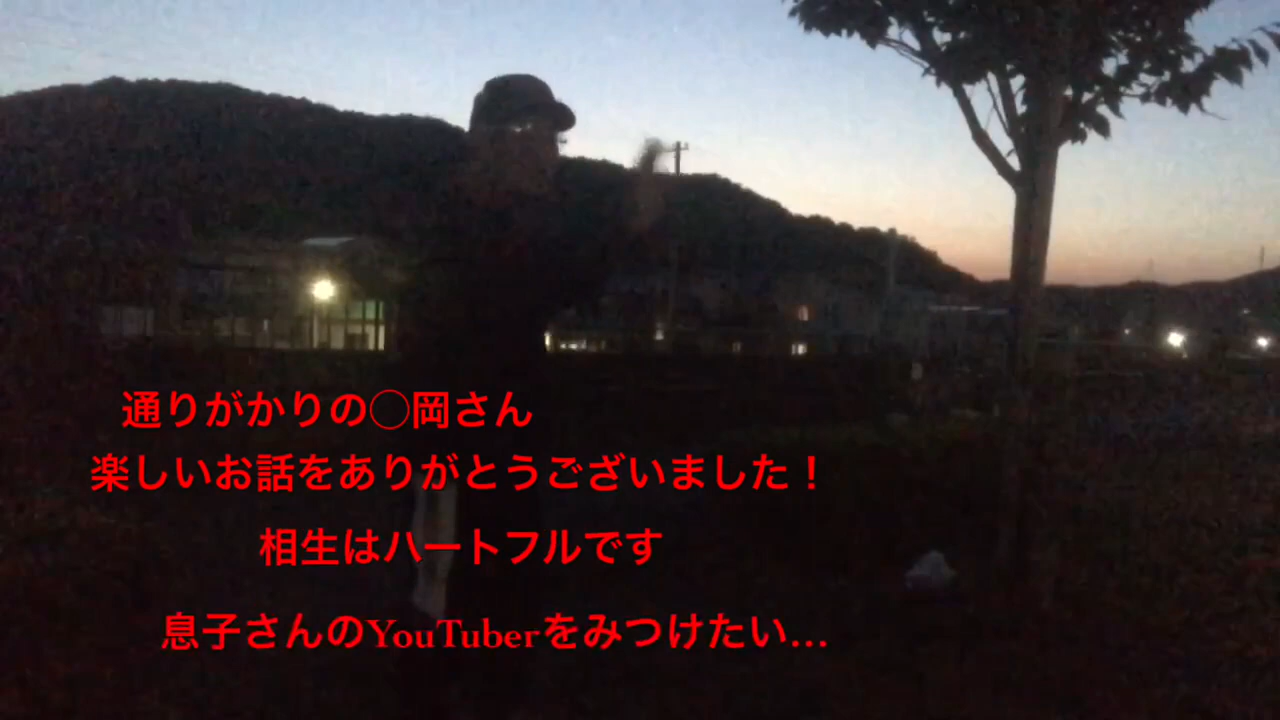 通りがかりの◯岡さん
楽しいお話をありがとうございました！
相生はハートフルです
息子さんのYouTuberをみつけたい…